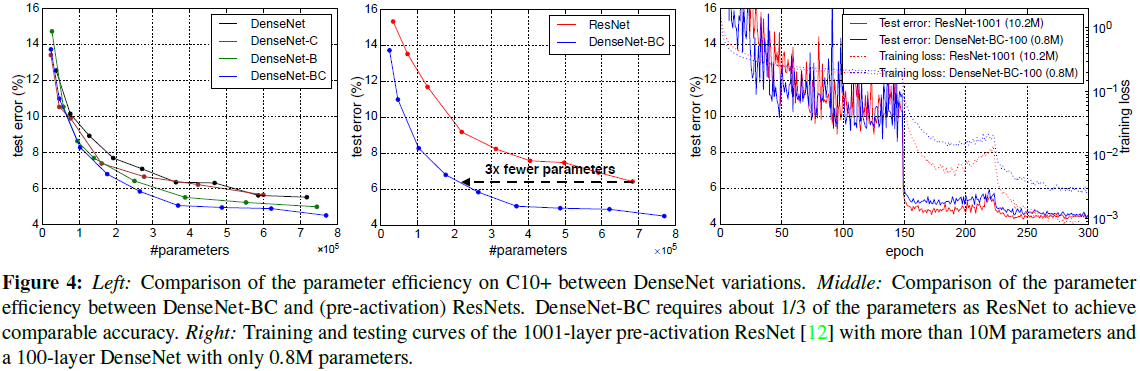 16
14
12
10
8
6
4
test error (%)
0 1 2 3 4 5 6 7 8
#parameters
×10⁵
DenseNet
DenseNet-C
DenseNet-B
DenseNet-BC
16
14
12
10
8
6
4
test error (%)
0 1 2 3 4 5 6 7 8
#parameters
×10⁵
ResNet
DenseNet-BC
3x fewer parameters
16
14
12
10
8
6
4
test error (%)
0 50 100 150 200 250 300
epoch
Test error: ResNet-1001 (10.2M)
Test error: DenseNet-BC-100 (0.8M)
Training loss: ResNet-1001 (10.2M)
Training loss: DenseNet-BC-100 (0.8M)
10⁰
10⁻¹
10⁻²
10⁻³
training loss
Figure 4: Left: Comparison of the parameter efficiency on C10+ between DenseNet variations. Middle: Comparison of the parameter
efficiency between DenseNet-BC and (pre-activation) ResNets. DenseNet-BC requires about 1/3 of the parameters as ResNet to achieve
comparable accuracy. Right: Training and testing curves of the 1001-layer pre-activation ResNet [12] with more than 10M parameters and
a 100-layer DenseNet with only 0.8M parameters.